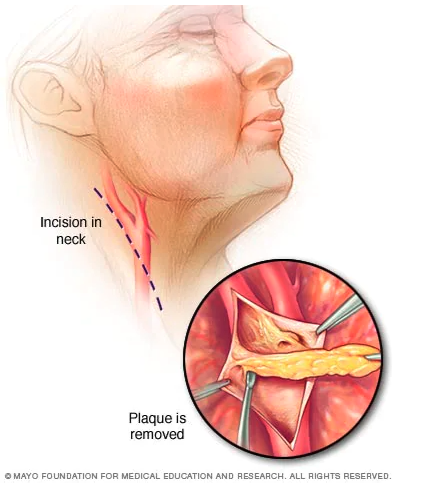 Incision in
neck
Plaque is
removed
© MAYO FOUNDATION FOR MEDICAL EDUCATION AND RESEARCH. ALL RIGHTS RESERVED.